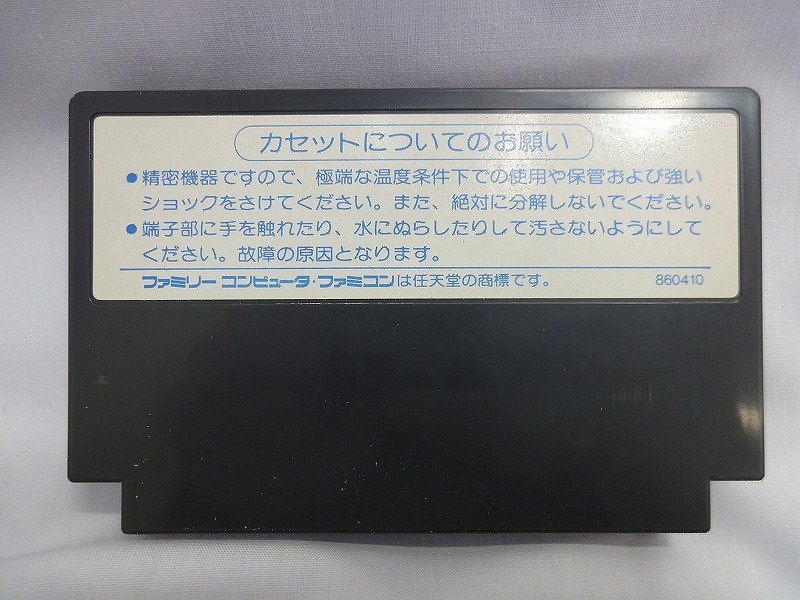 カセットについてのお願い
●精密機器ですので、極端な温度条件下での使用や保管および強い
ショックをさけてください。また、絶対に分解しないでください。
●端子部に手を触れたり、水にぬらしたりして汚さないようにして
ください。故障の原因となります。
ファミリーコンピュータ・ファミコンは任天堂の商標です。 860410